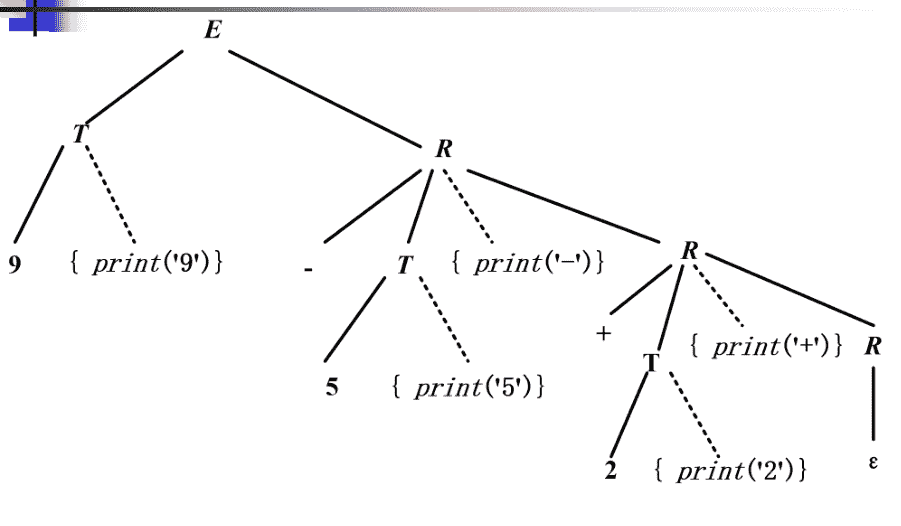 E
T
R
9 { print('9')} - T { print('−')} R
+ { print('+')} R
5 { print('5')} T
2 { print('2')} ε